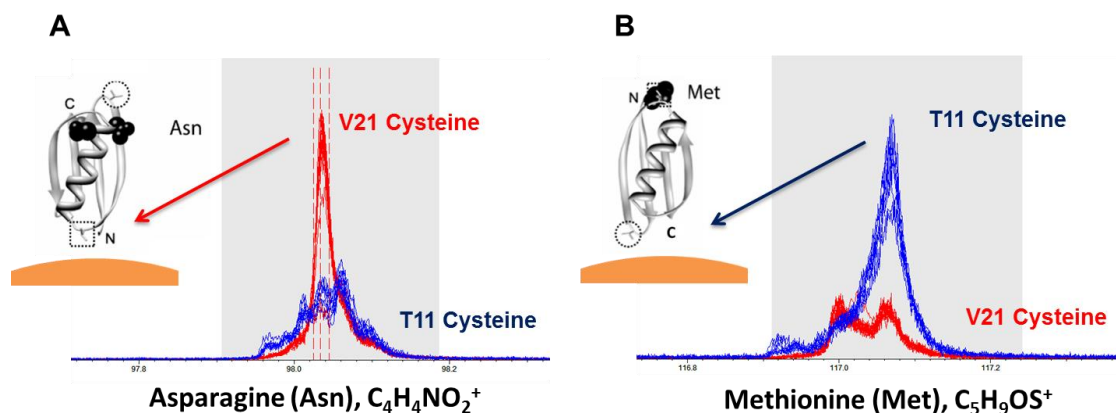 A
C
Asn
N
V21 Cysteine
T11 Cysteine
97.8
98.0
98.2
Asparagine (Asn), C₄H₄NO₂⁺
B
N
Met
C
T11 Cysteine
V21 Cysteine
116.8
117.0
117.2
Methionine (Met), C₅H₉OS⁺